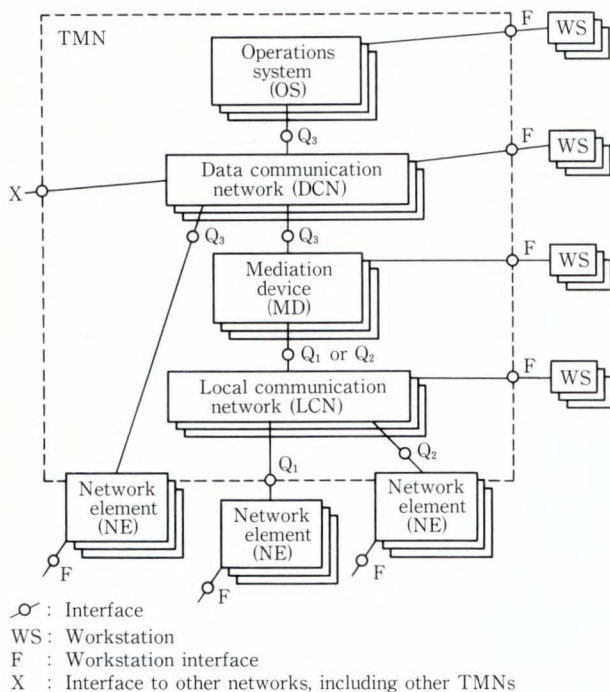 TMN
Operations
system
(OS)
F
WS
Q₃
F
WS
Data communication
network (DCN)
X
Q₃
Q₃
F
WS
Mediation
device
(MD)
Q₁ or Q₂
F
WS
Local communication
network (LCN)
Q₂
Q₁
Network
element
(NE)
Network
element
(NE)
Network
element
(NE)
F
F
F
: Interface
WS : Workstation
F : Workstation interface
X : Interface to other networks, including other TMNs